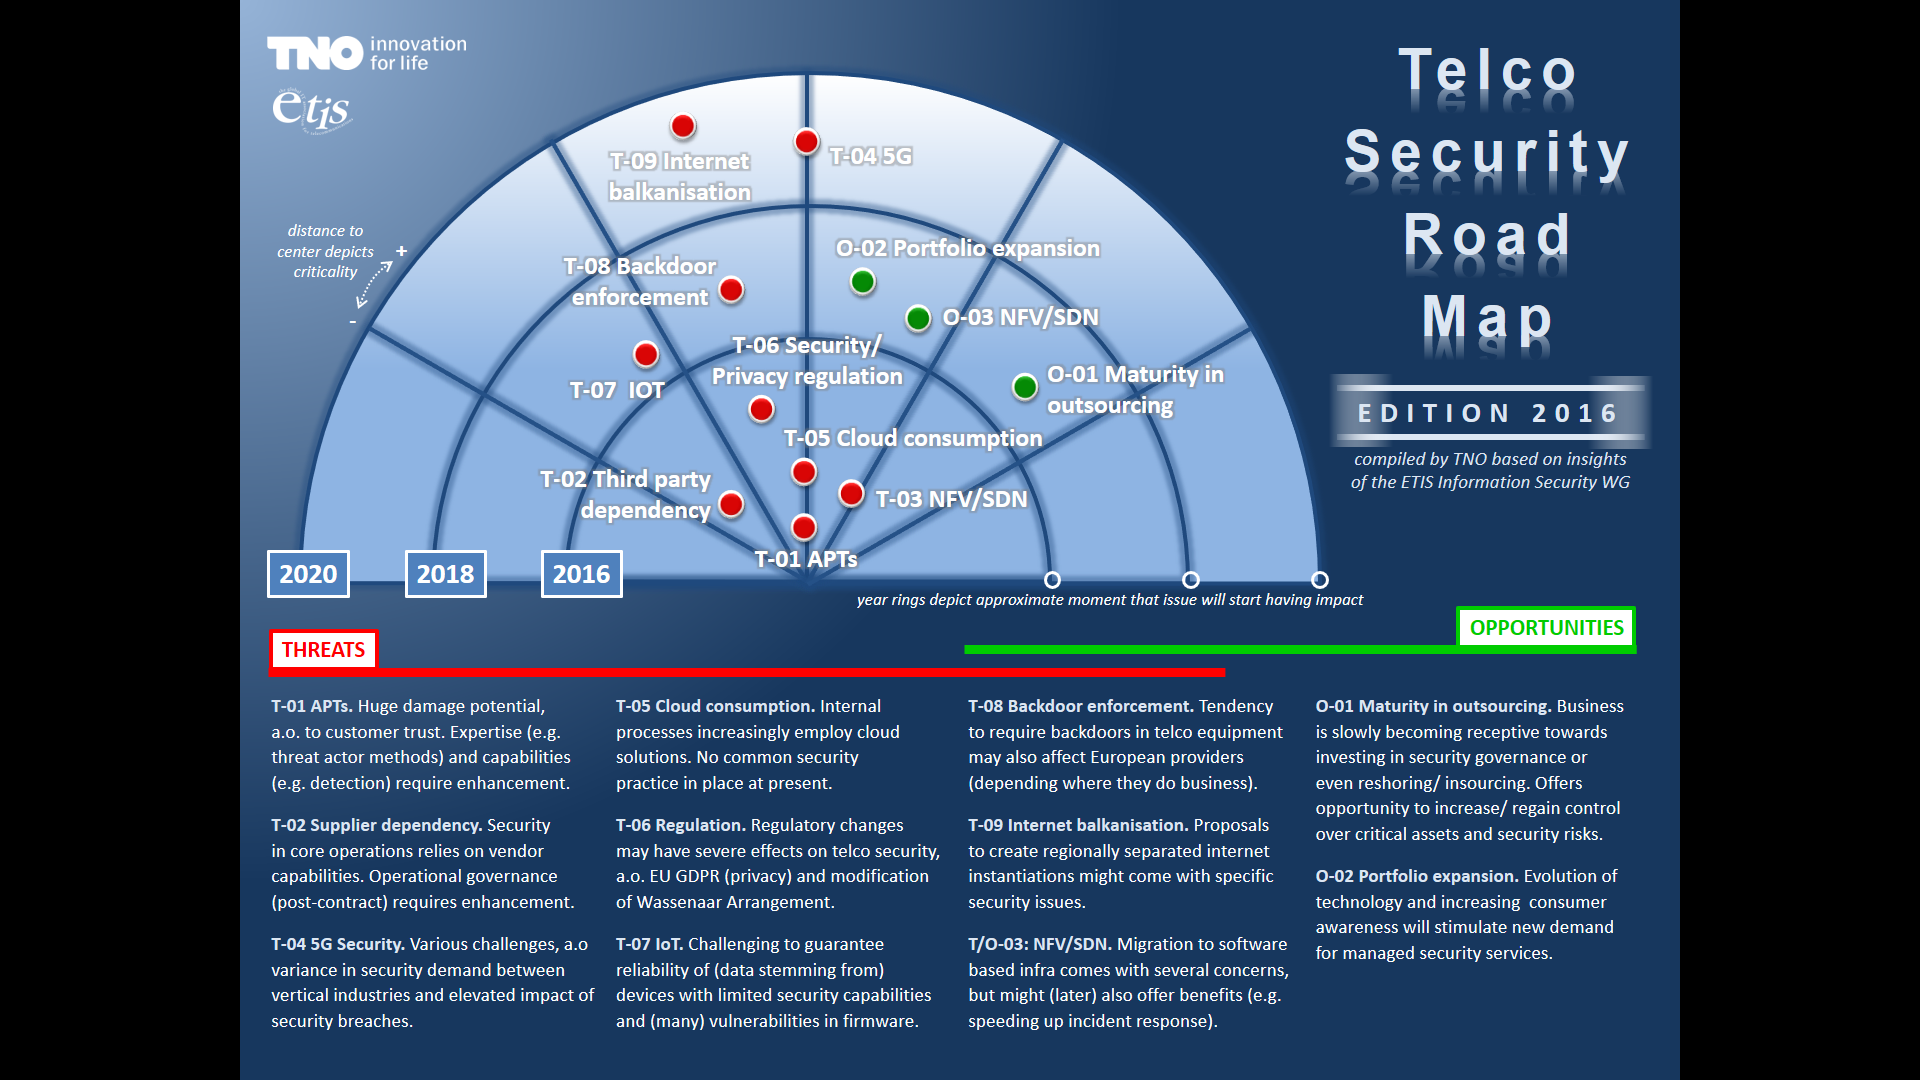 TNO innovation
for life
etis
Telco
Security
Road
Map
EDITION 2016
compiled by TNO based on insights
of the ETIS Information Security WG
distance to
center depicts
criticality
+
-
T-09 Internet
balkanisation
T-04 5G
O-02 Portfolio expansion
T-08 Backdoor
enforcement
O-03 NFV/SDN
T-06 Security/
Privacy regulation
T-07 IOT
O-01 Maturity in
outsourcing
T-05 Cloud consumption
T-02 Third party
dependency
T-03 NFV/SDN
T-01 APTs
2020
2018
2016
year rings depict approximate moment that issue will start having impact
THREATS
OPPORTUNITIES
T-01 APTs. Huge damage potential,
a.o. to customer trust. Expertise (e.g.
threat actor methods) and capabilities
(e.g. detection) require enhancement.
T-02 Supplier dependency. Security
in core operations relies on vendor
capabilities. Operational governance
(post-contract) requires enhancement.
T-04 5G Security. Various challenges, a.o
variance in security demand between
vertical industries and elevated impact of
security breaches.
T-05 Cloud consumption. Internal
processes increasingly employ cloud
solutions. No common security
practice in place at present.
T-06 Regulation. Regulatory changes
may have severe effects on telco security,
a.o. EU GDPR (privacy) and modification
of Wassenaar Arrangement.
T-07 IoT. Challenging to guarantee
reliability of (data stemming from)
devices with limited security capabilities
and (many) vulnerabilities in firmware.
T-08 Backdoor enforcement. Tendency
to require backdoors in telco equipment
may also affect European providers
(depending where they do business).
T-09 Internet balkanisation. Proposals
to create regionally separated internet
instantiations might come with specific
security issues.
T/O-03: NFV/SDN. Migration to software
based infra comes with several concerns,
but might (later) also offer benefits (e.g.
speeding up incident response).
O-01 Maturity in outsourcing. Business
is slowly becoming receptive towards
investing in security governance or
even reshoring/ insourcing. Offers
opportunity to increase/ regain control
over critical assets and security risks.
O-02 Portfolio expansion. Evolution of
technology and increasing consumer
awareness will stimulate new demand
for managed security services.